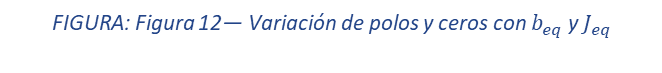 FIGURA: Figura 12— Variación de polos y ceros con b_eq y J_eq